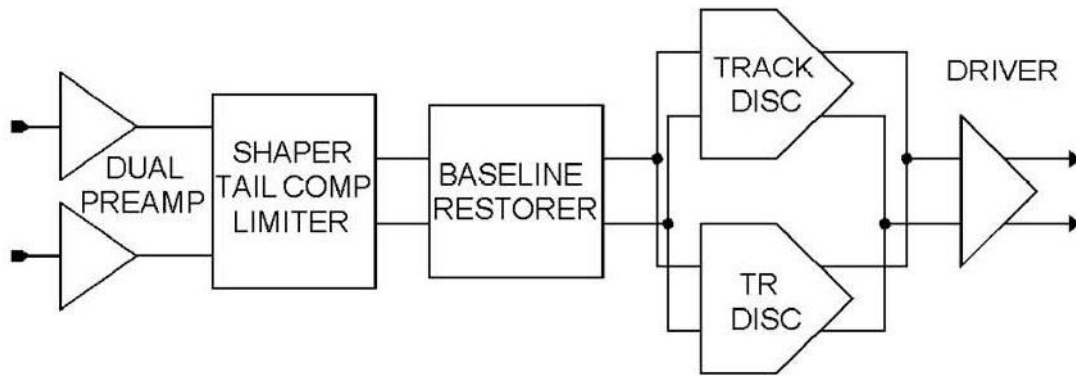 DUAL
PREAMP
SHAPER
TAIL COMP
LIMITER
BASELINE
RESTORER
TRACK
DISC
TR
DISC
DRIVER